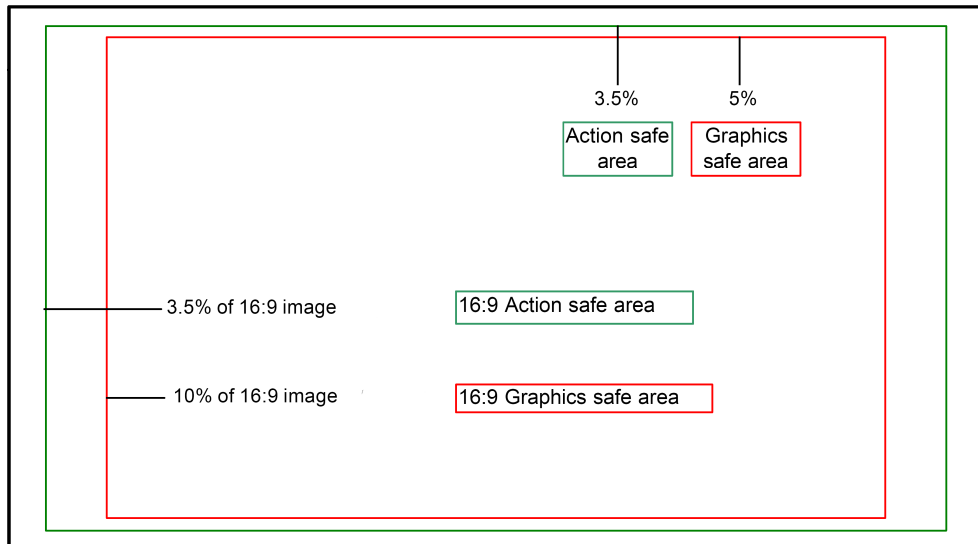 3.5%
5%
Action safe
area
Graphics
safe area
3.5% of 16:9 image
16:9 Action safe area
10% of 16:9 image
16:9 Graphics safe area